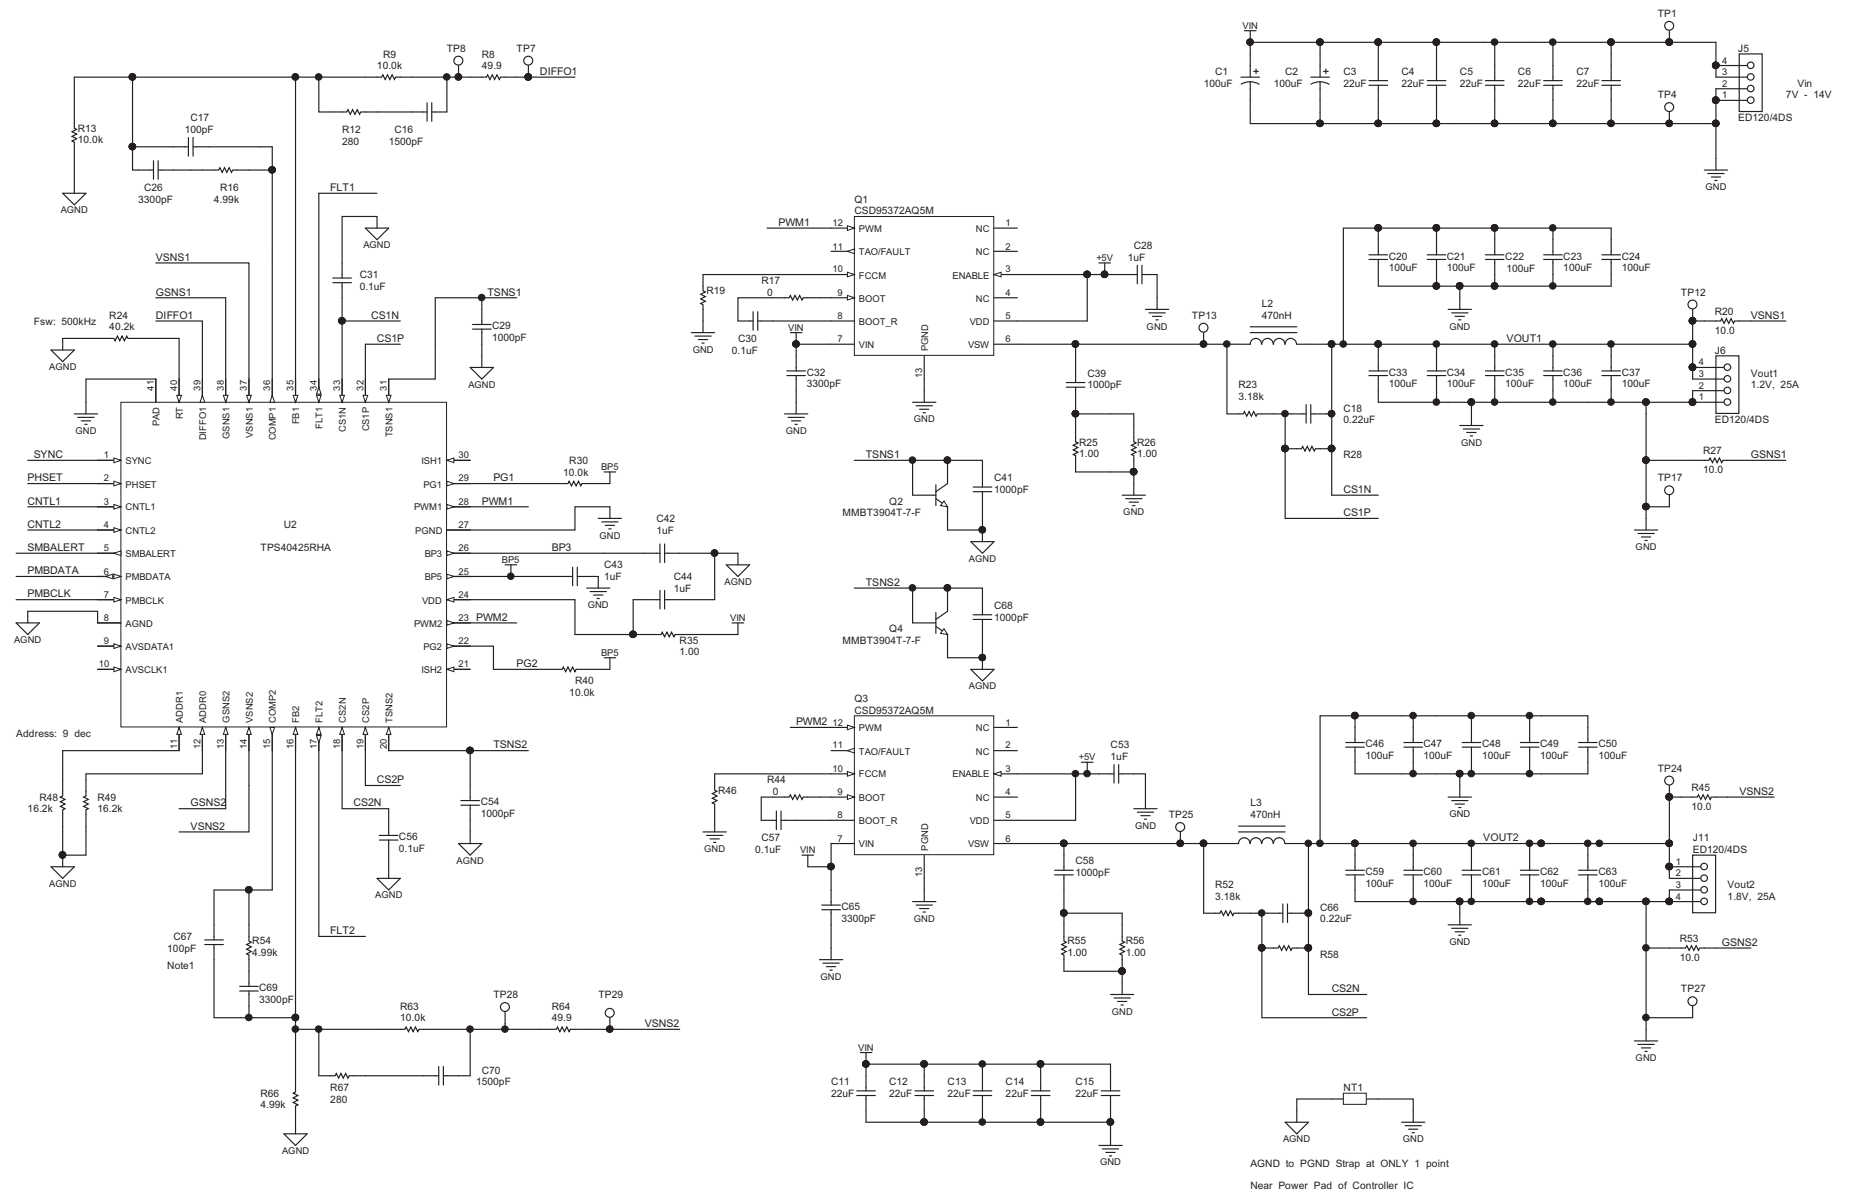 R9
10.0k
TP8
R8
49.9
TP7
DIFFO1
R13
10.0k
C17
100pF
R12
280
C16
1500pF
C26
3300pF
R16
4.99k
AGND
FLT1
AGND
VSNS1
C31
0.1uF
GSNS1
TSNS1
DIFFO1
CS1N
Fsw: 500kHz
R24
40.2k
C29
1000pF
CS1P
AGND
AGND
GND
41
40
39
38
37
36
35
34
33
32
31
PAD
RT
DIFFO1
GSNS1
VSNS1
COMP1
FB1
FLT1
CS1N
CS1P
TSNS1
SYNC
1
SYNC
PHSET
2
PHSET
CNTL1
3
CNTL1
CNTL2
4
CNTL2
SMBALERT
5
SMBALERT
PMBDATA
6
PMBDATA
PMBCLK
7
PMBCLK
8
AGND
AGND
9
AVSDATA1
10
AVSCLK1
U2
TPS40425RHA
ISH1
30
PG1
29
PG1
R30
10.0k
BP5
PWM1
28
PWM1
PGND
27
GND
BP3
26
BP3
C42
1uF
BP5
25
BP5
C43
1uF
GND
AGND
VDD
24
C44
1uF
PWM2
23
PWM2
R35
1.00
VIN
PG2
22
PG2
BP5
R40
10.0k
ISH2
21
ADDR1
ADDR0
GSNS2
VSNS2
COMP2
FB2
FLT2
CS2N
CS2P
TSNS2
11
12
13
14
15
16
17
18
19
20
Address: 9 dec
TSNS2
CS2P
R48
16.2k
R49
16.2k
GSNS2
CS2N
C54
1000pF
VSNS2
C56
0.1uF
AGND
AGND
AGND
FLT2
C67
100pF
Note1
R54
4.99k
C69
3300pF
R63
10.0k
TP28
R64
49.9
TP29
VSNS2
R67
280
C70
1500pF
R66
4.99k
AGND
VIN
TP1
C1
100uF
+
C2
100uF
+
C3
22uF
C4
22uF
C5
22uF
C6
22uF
C7
22uF
TP4
J5
4
3
2
1
ED120/4DS
Vin
7V - 14V
GND
Q1
CSD95372AQ5M
PWM1
12
PWM
NC
1
11
TAO/FAULT
NC
2
10
FCCM
ENABLE
3
+5V
C28
1uF
R19
R17
0
9
BOOT
NC
4
8
BOOT_R
VDD
5
GND
GND
C30
0.1uF
VIN
7
VIN
PGND
VSW
6
TP13
C32
3300pF
13
GND
GND
C39
1000pF
R25
1.00
R26
1.00
GND
L2
470nH
R23
3.18k
C18
0.22uF
R28
CS1N
CS1P
C20
100uF
C21
100uF
C22
100uF
C23
100uF
C24
100uF
GND
TP12
R20
10.0
VSNS1
VOUT1
C33
100uF
C34
100uF
C35
100uF
C36
100uF
C37
100uF
GND
J6
4
3
2
1
ED120/4DS
Vout1
1.2V, 25A
R27
10.0
GSNS1
TP17
GND
TSNS1
C41
1000pF
Q2
MMBT3904T-7-F
AGND
TSNS2
C68
1000pF
Q4
MMBT3904T-7-F
AGND
Q3
CSD95372AQ5M
PWM2
12
PWM
NC
1
11
TAO/FAULT
NC
2
10
FCCM
ENABLE
3
+5V
C53
1uF
R46
R44
0
9
BOOT
NC
4
8
BOOT_R
VDD
5
GND
GND
C57
0.1uF
VIN
7
VIN
PGND
VSW
6
TP25
13
C65
3300pF
GND
GND
C58
1000pF
R55
1.00
R56
1.00
GND
L3
470nH
R52
3.18k
C66
0.22uF
R58
CS2N
CS2P
C46
100uF
C47
100uF
C48
100uF
C49
100uF
C50
100uF
GND
TP24
R45
10.0
VSNS2
VOUT2
C59
100uF
C60
100uF
C61
100uF
C62
100uF
C63
100uF
GND
J11
ED120/4DS
1
2
3
4
Vout2
1.8V, 25A
R53
10.0
GSNS2
TP27
GND
VIN
C11
22uF
C12
22uF
C13
22uF
C14
22uF
C15
22uF
GND
NT1
AGND
GND
AGND to PGND Strap at ONLY 1 point
Near Power Pad of Controller IC